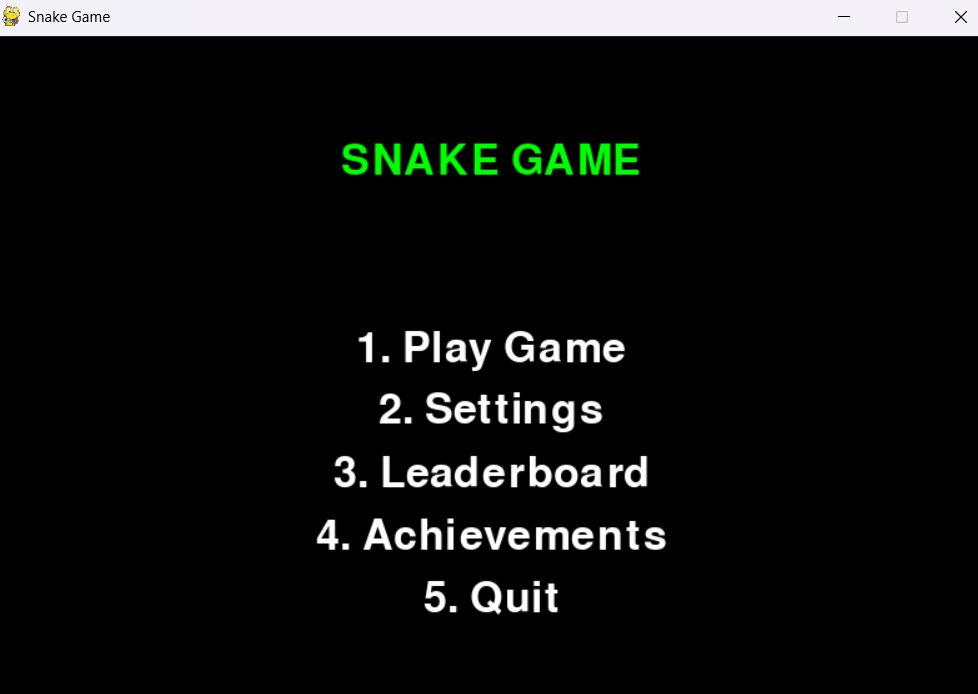 Snake Game
SNAKE GAME
1. Play Game
2. Settings
3. Leaderboard
4. Achievements
5. Quit